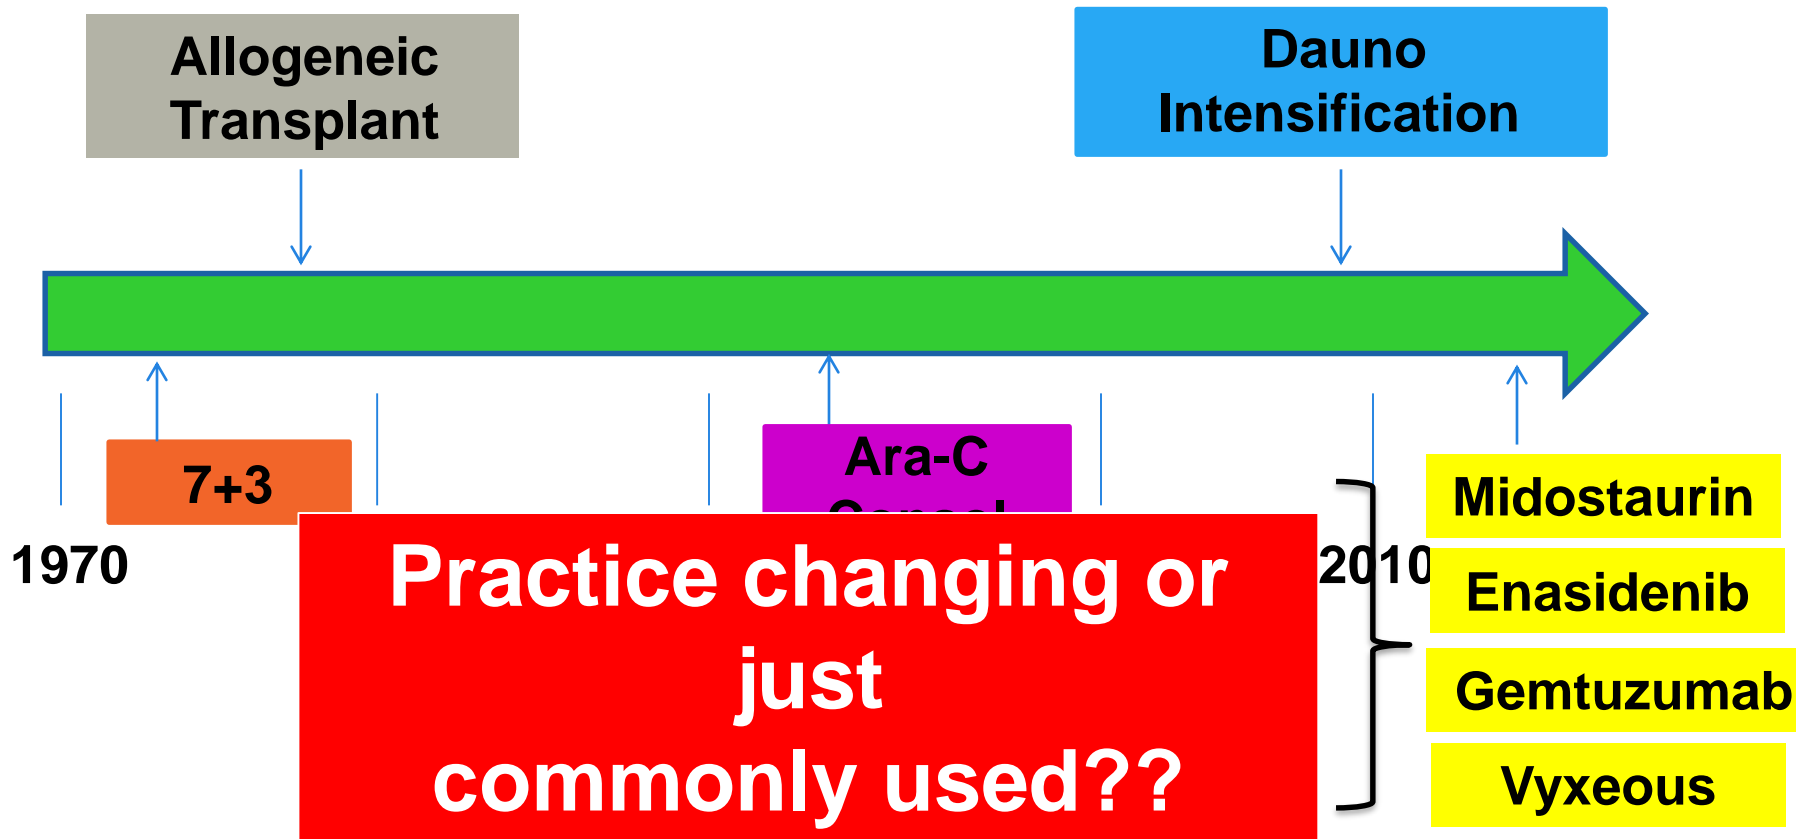 Allogeneic
Transplant
Dauno
Intensification
7+3
Ara-C
1970
2010
Practice changing or
just
commonly used??
Midostaurin
Enasidenib
Gemtuzumab
Vyxeous